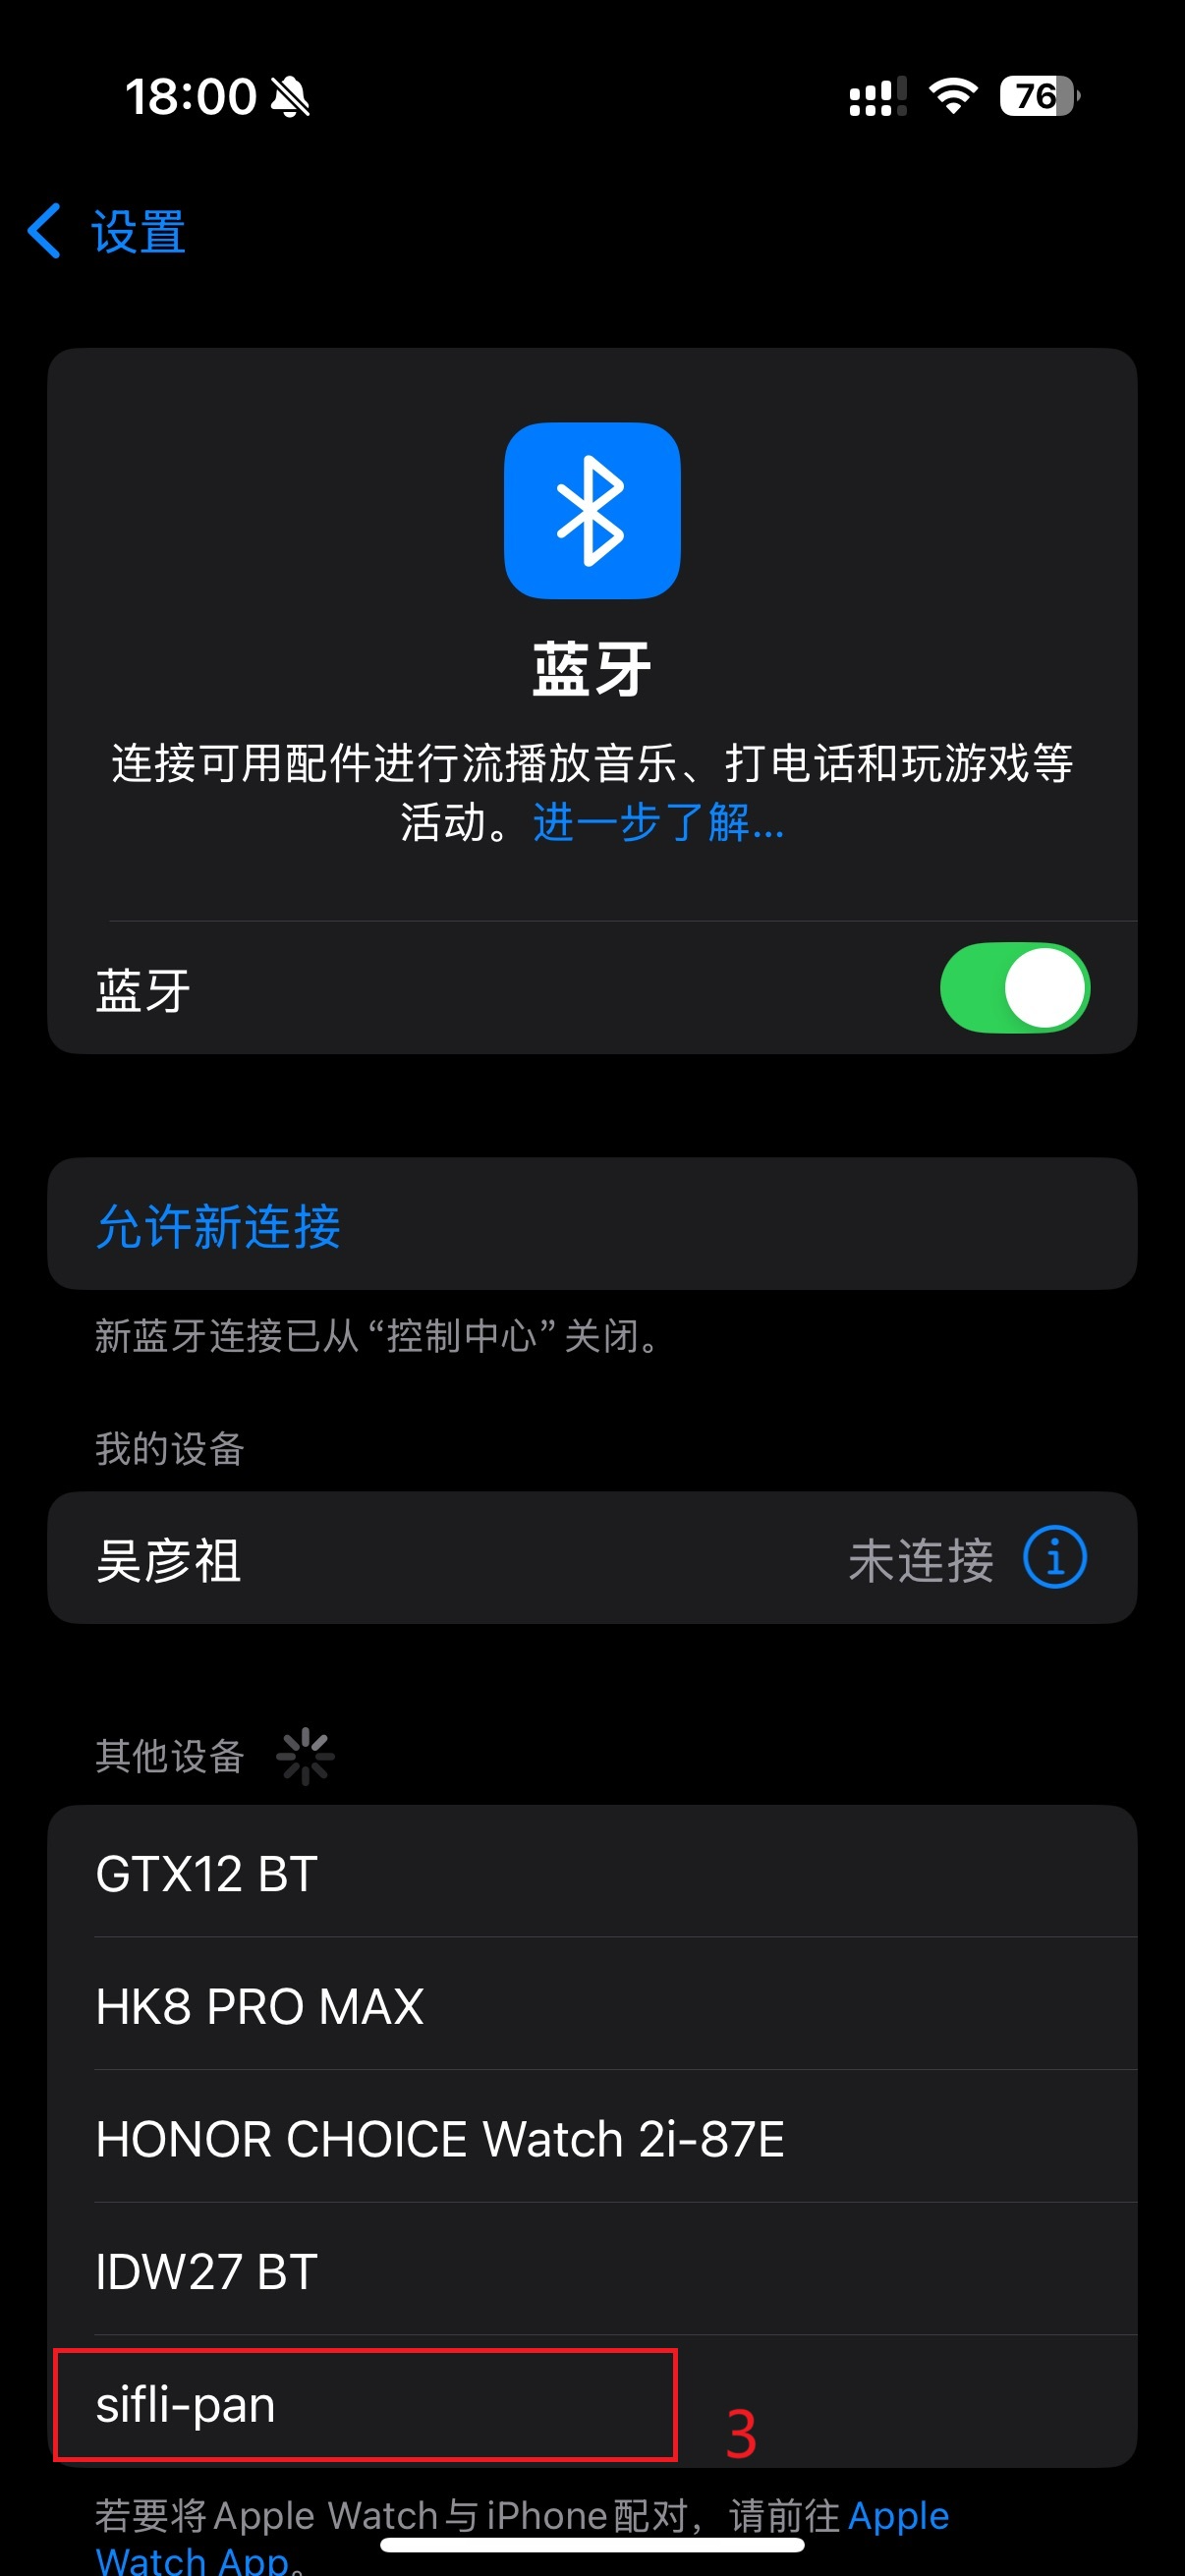 18:00
76
设置
蓝牙
连接可用配件进行流播放音乐、打电话和玩游戏等
活动。进一步了解...
蓝牙
允许新连接
新蓝牙连接已从“控制中心”关闭。
我的设备
吴彦祖 未连接
其他设备
GTX12 BT
HK8 PRO MAX
HONOR CHOICE Watch 2i-87E
IDW27 BT
sifli-pan
3
若要将Apple Watch与iPhone配对，请前往Apple
Watch App。